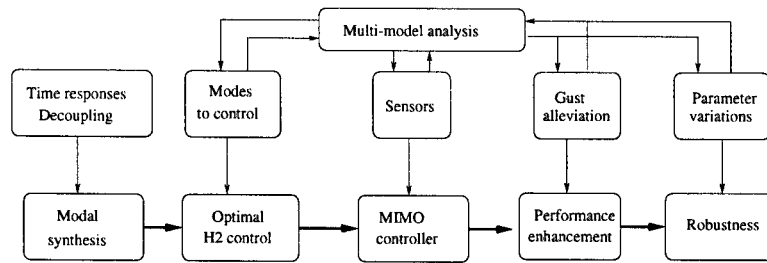 Multi-model analysis
Time responses
Decoupling
Modes
to control
Sensors
Gust
alleviation
Parameter
variations
Modal
synthesis
Optimal
H2 control
MIMO
controller
Performance
enhancement
Robustness